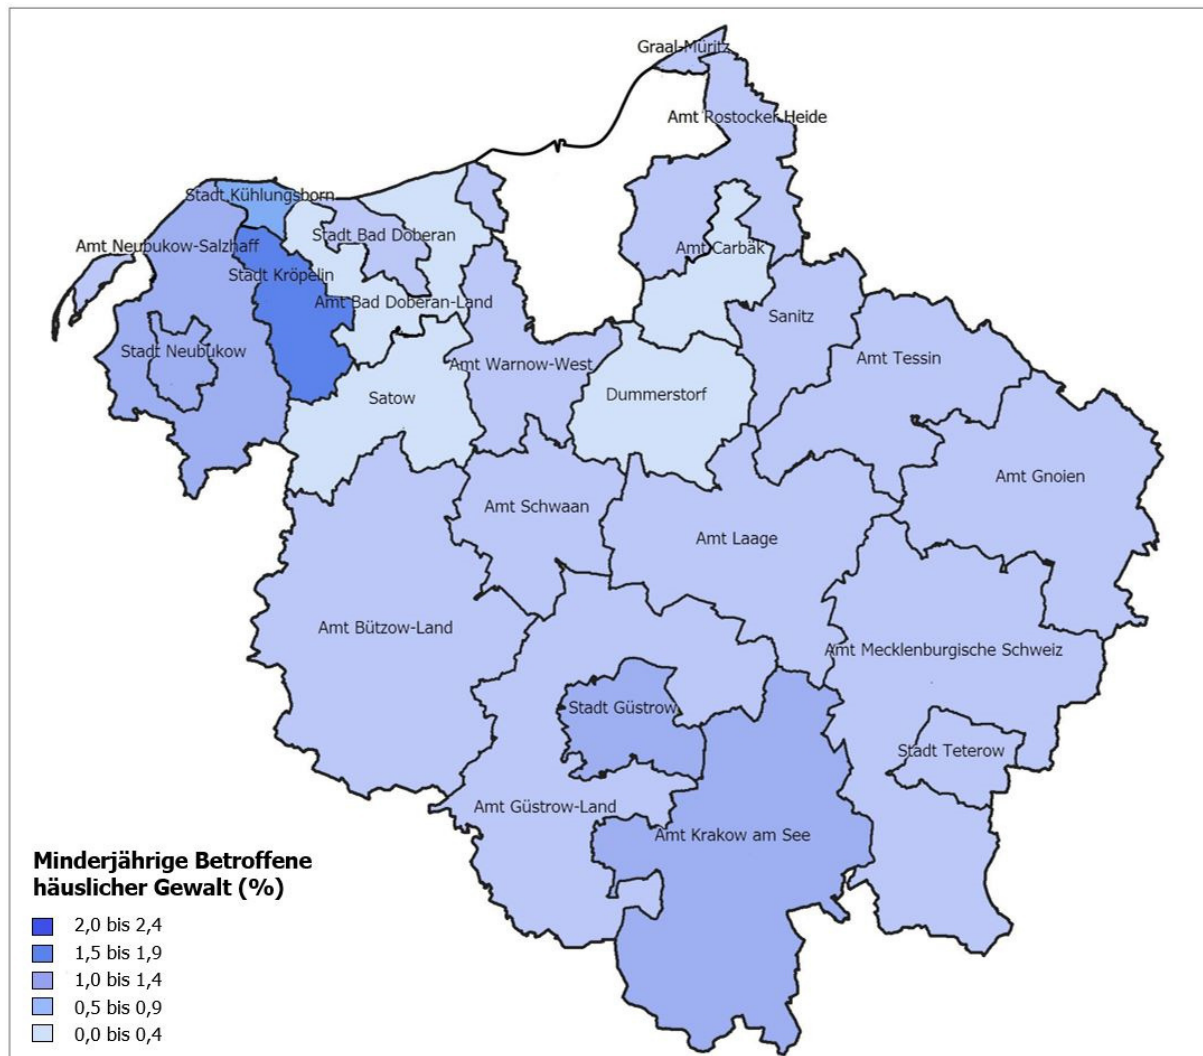 Graal-Müritz
Amt Rostocker Heide
Stadt Kühlungsborn
Stadt Bad Doberan
Amt Neubukow-Salzhaff
Amt Carbäk
Stadt Kröpelin
Amt Bad Doberan-Land
Sanitz
Stadt Neubukow
Amt Warnow-West
Amt Tessin
Satow
Dummerstorf
Amt Gnoien
Amt Schwaan
Amt Laage
Amt Bützow-Land
Amt Mecklenburgische Schweiz
Stadt Güstrow
Stadt Teterow
Amt Güstrow-Land
Amt Krakow am See
Minderjährige Betroffene
häuslicher Gewalt (%)
2,0 bis 2,4
1,5 bis 1,9
1,0 bis 1,4
0,5 bis 0,9
0,0 bis 0,4